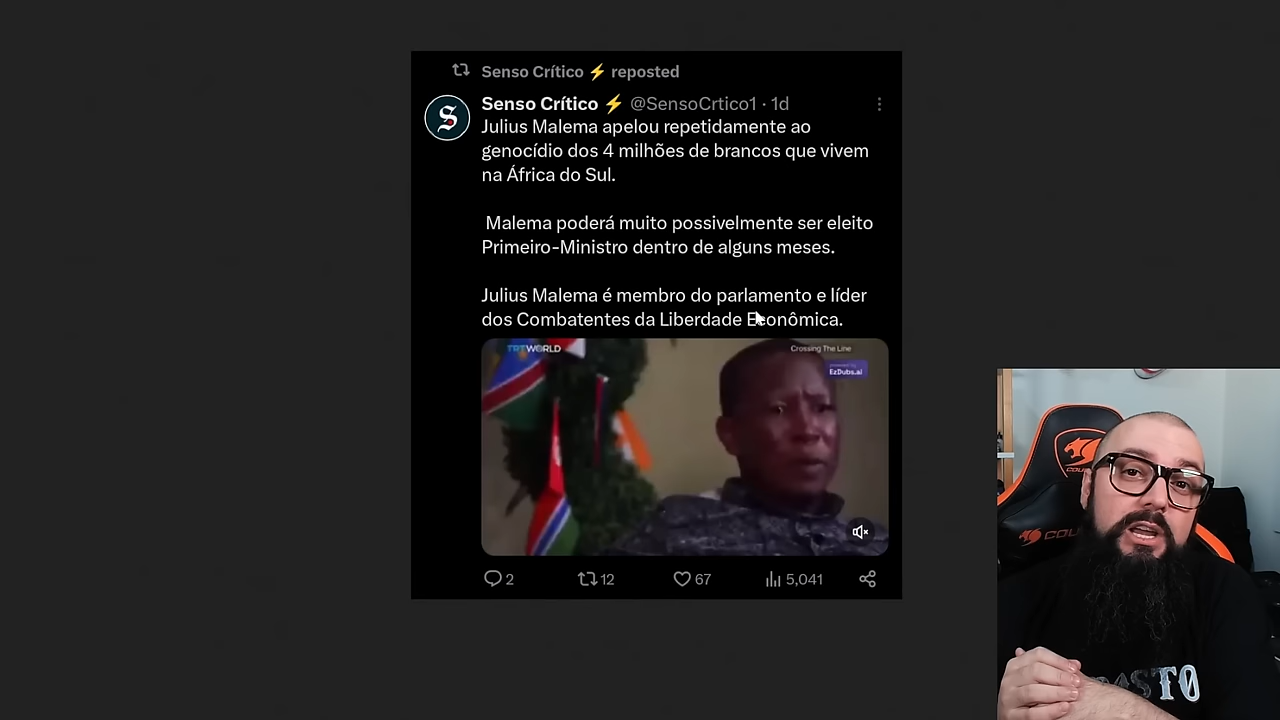 Senso Crítico ⚡ reposted
Senso Crítico ⚡ @SensoCrtico1 · 1d
Julius Malema apelou repetidamente ao
genocídio dos 4 milhões de brancos que vivem
na África do Sul.
Malema poderá muito possivelmente ser eleito
Primeiro-Ministro dentro de alguns meses.
Julius Malema é membro do parlamento e líder
dos Combatentes da Liberdade Econômica.
TRT WORLD
Crossing The Line
EzDubs.ai
2
12
67
5,041